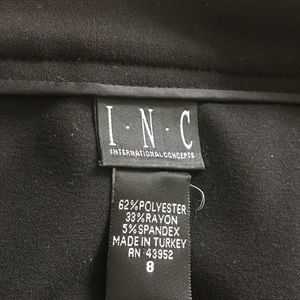 I·N·C
INTERNATIONAL CONCEPTS
62% POLYESTER
33% RAYON
5% SPANDEX
MADE IN TURKEY
RN 43952
8